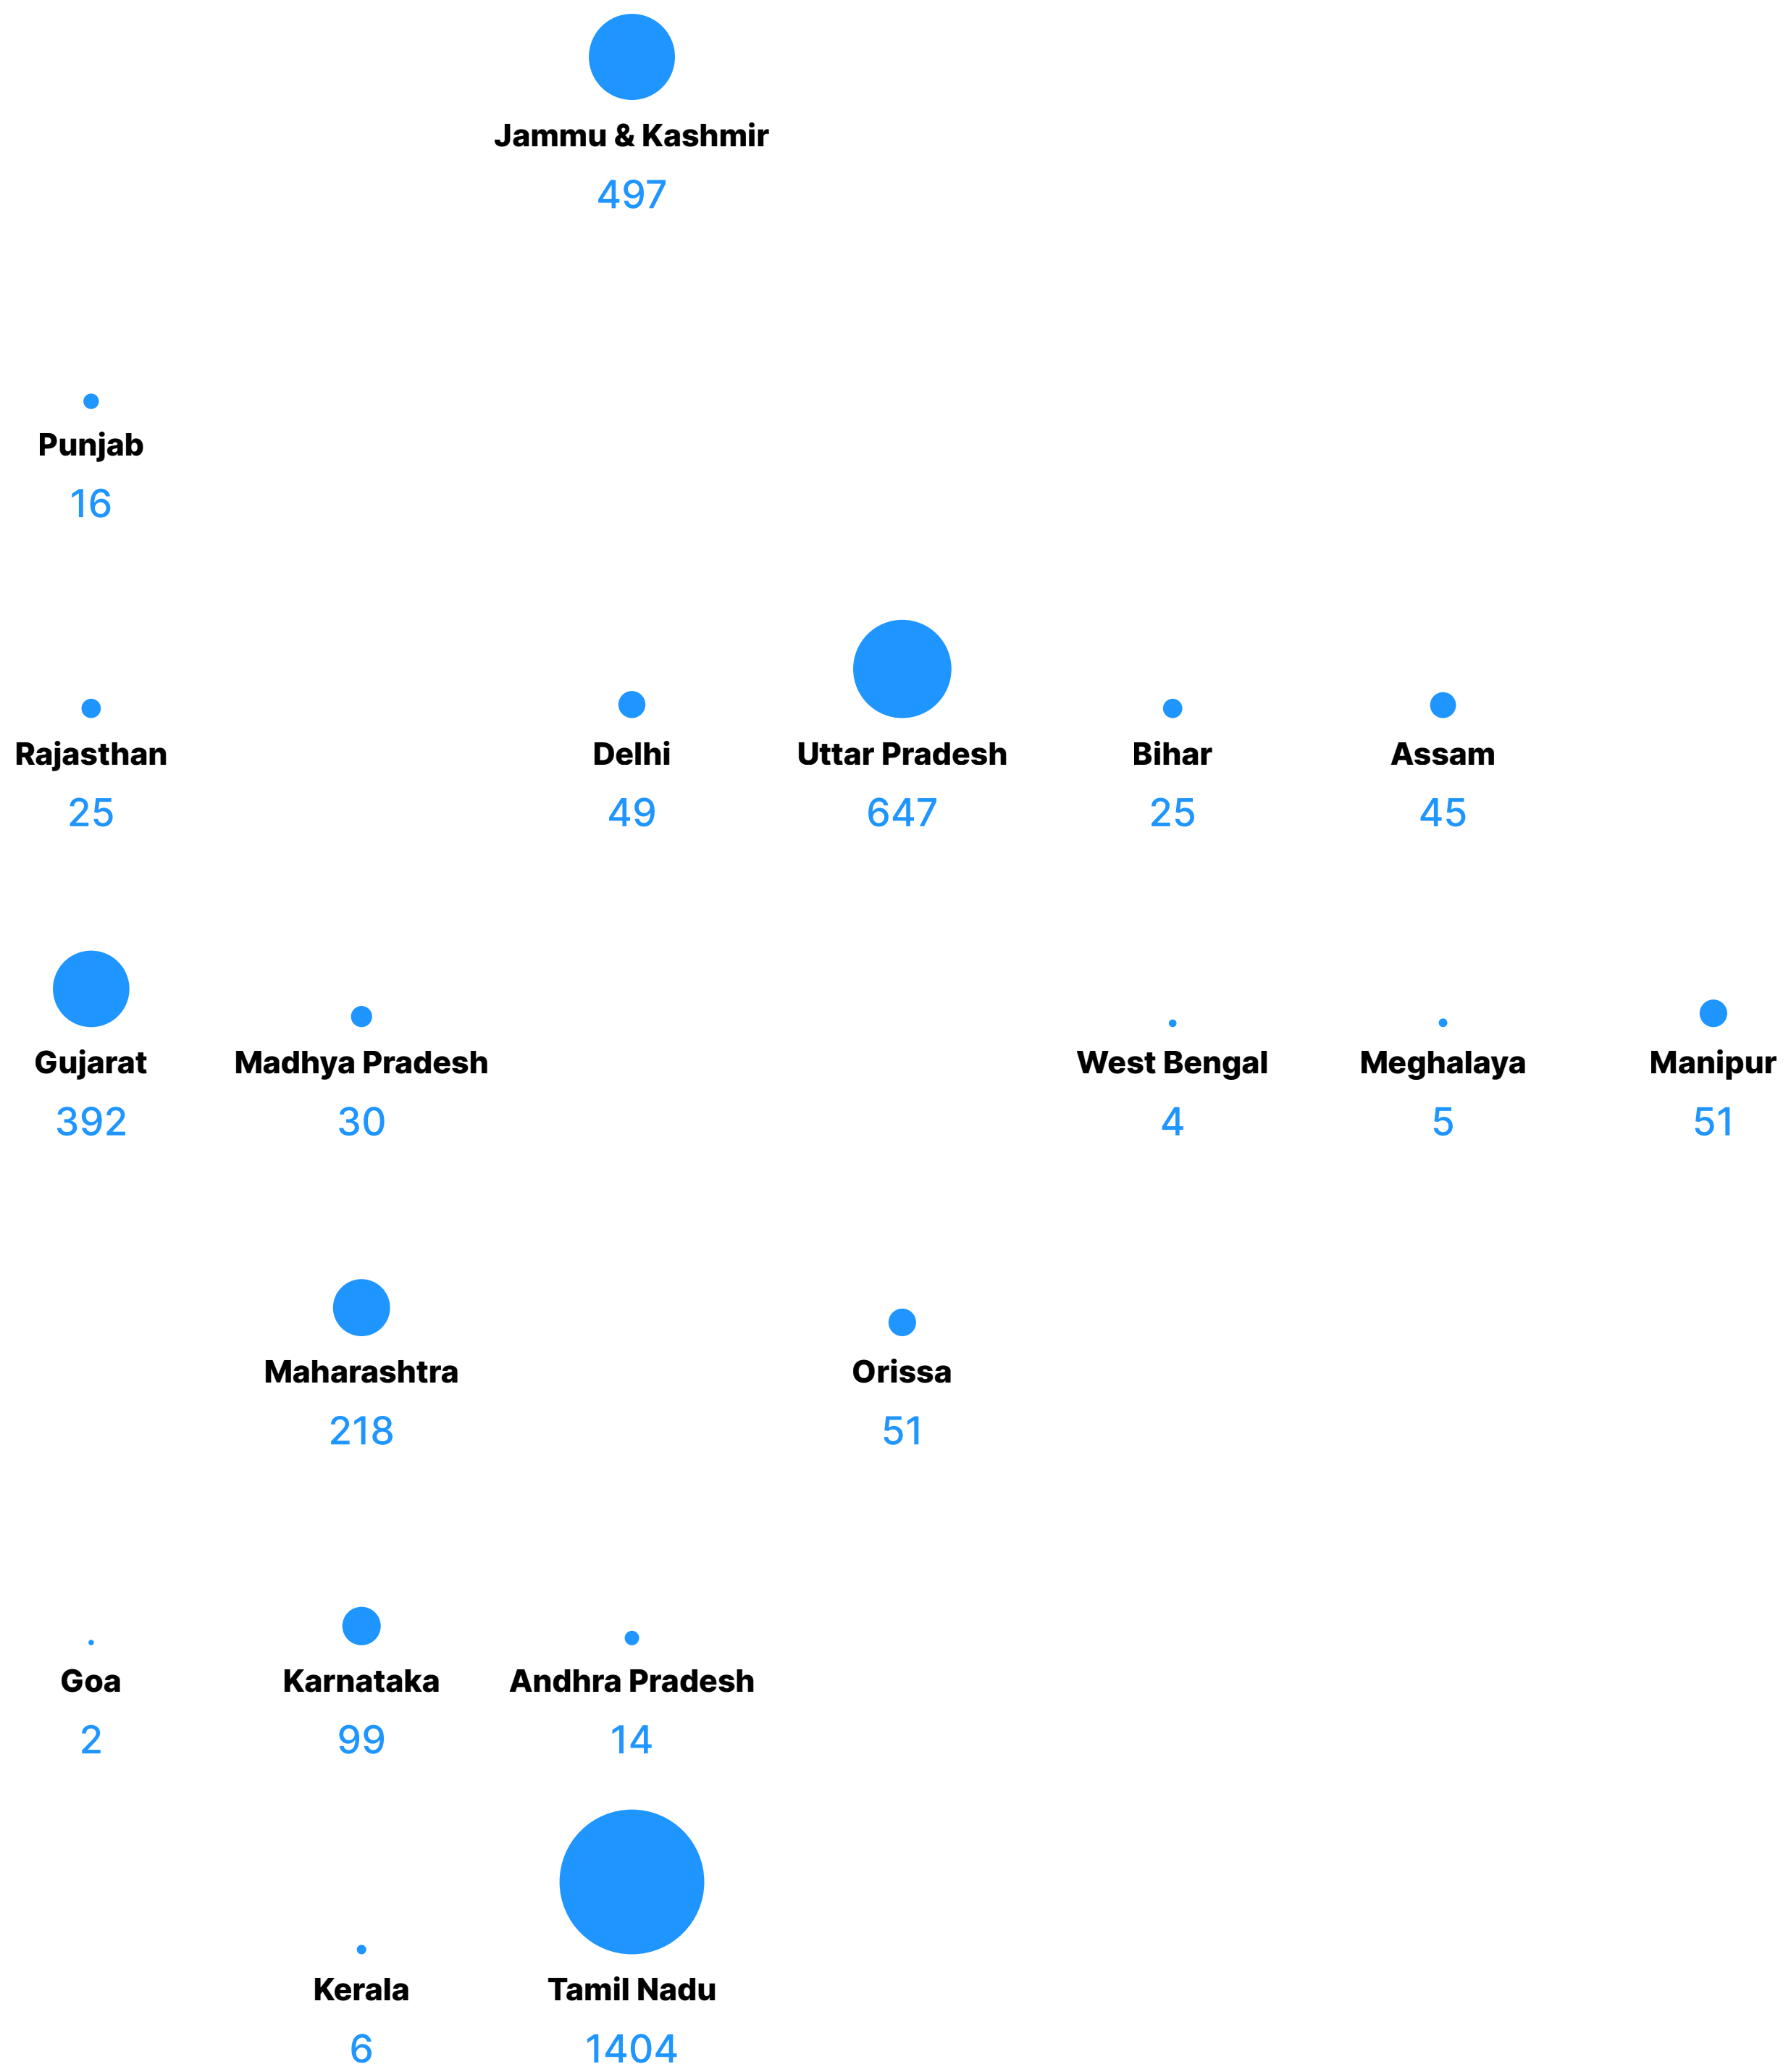 Jammu & Kashmir
497
Punjab
16
Rajasthan
25
Delhi
49
Uttar Pradesh
647
Bihar
25
Assam
45
Gujarat
392
Madhya Pradesh
30
West Bengal
4
Meghalaya
5
Manipur
51
Maharashtra
218
Orissa
51
Goa
2
Karnataka
99
Andhra Pradesh
14
Kerala
6
Tamil Nadu
1404